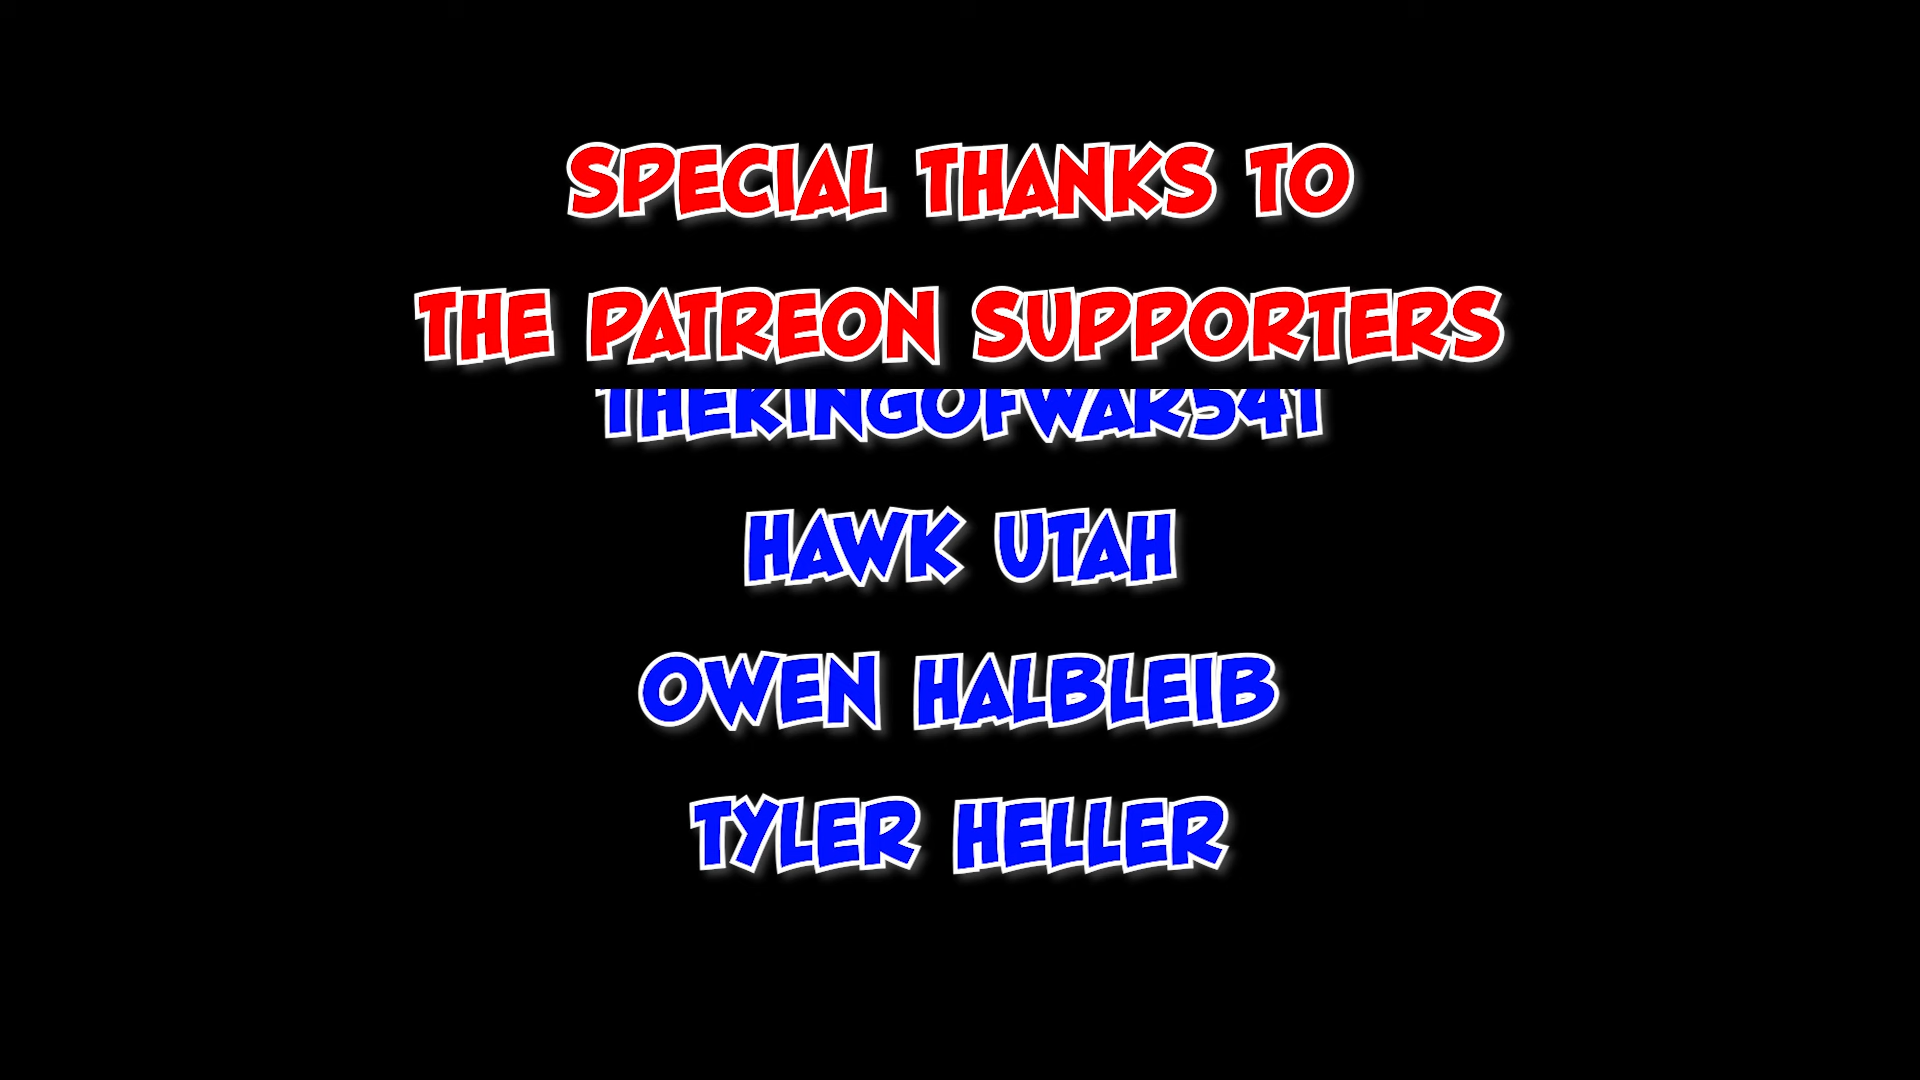 SPECIAL THANKS TO
THE PATREON SUPPORTERS
THEKINGOFWAR541
HAWK UTAH
OWEN HALBLEIB
TYLER HELLER